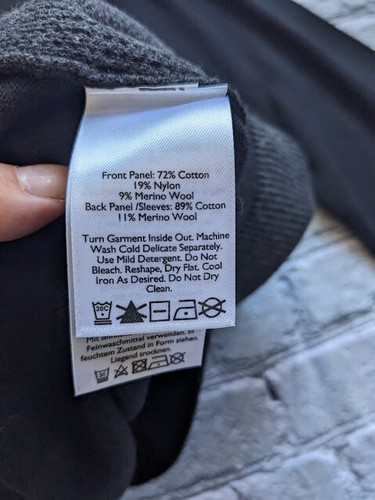 Front Panel: 72% Cotton
19% Nylon
9% Merino Wool
Back Panel /Sleeves: 89% Cotton
11% Merino Wool
Turn Garment Inside Out. Machine
Wash Cold Delicate Separately.
Use Mild Detergent. Do Not
Bleach. Reshape, Dry Flat. Cool
Iron As Desired. Do Not Dry
Clean.
30C
Feinwaschmittel verwenden. In
feuchtem Zustand in Form ziehen.
Liegend trocknen.